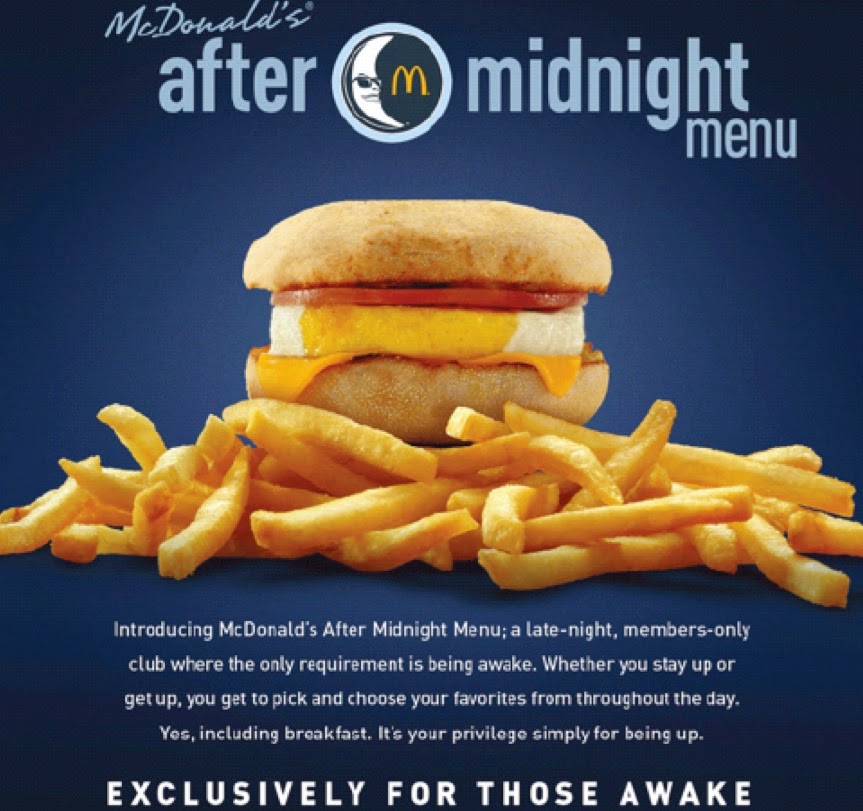 McDonald's®
after midnight
menu
Introducing McDonald's After Midnight Menu; a late-night, members-only
club where the only requirement is being awake. Whether you stay up or
get up, you get to pick and choose your favorites from throughout the day.
Yes, including breakfast. It's your privilege simply for being up.
EXCLUSIVELY FOR THOSE AWAKE